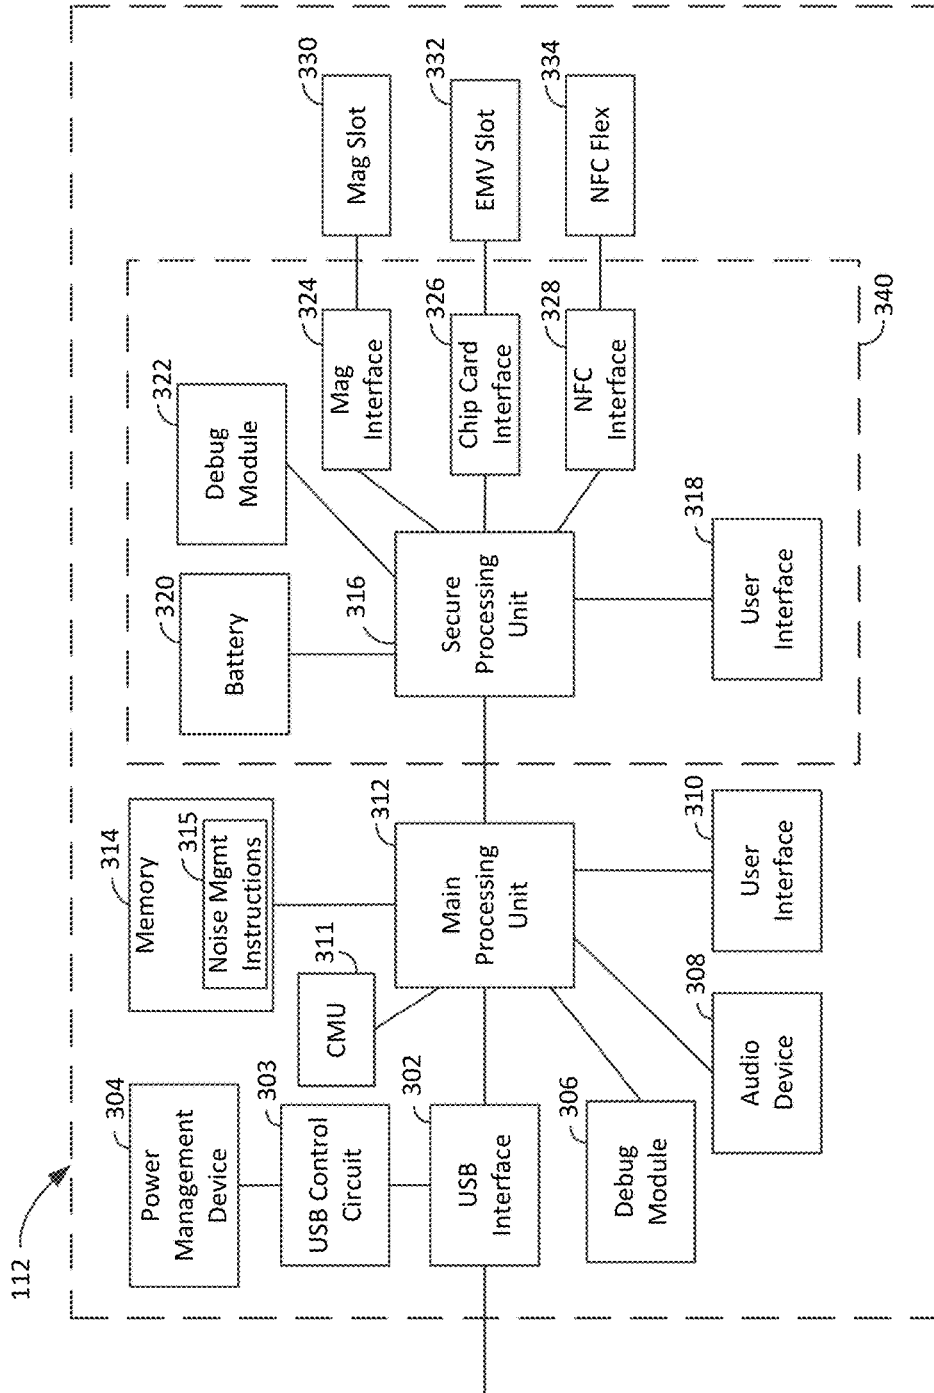 112
304
Power
Management
Device
303
USB Control
Circuit
302
USB
Interface
306
Debug
Module
308
Audio
Device
310
User
Interface
311
CMU
314
Memory
315
Noise Mgmt
Instructions
312
Main
Processing
Unit
320
Battery
322
Debug
Module
316
Secure
Processing
Unit
318
User
Interface
324
Mag
Interface
326
Chip Card
Interface
328
NFC
Interface
340
330
Mag Slot
332
EMV Slot
334
NFC Flex